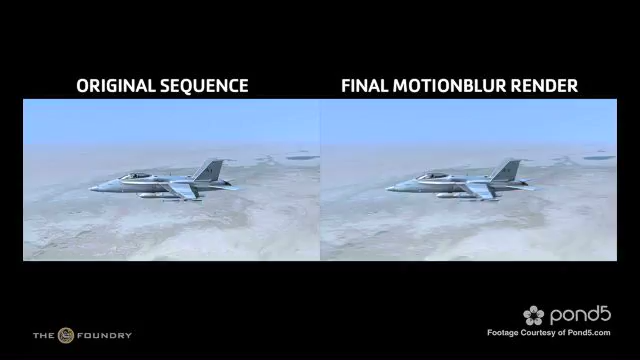 ORIGINAL SEQUENCE
FINAL MOTIONBLUR RENDER
THE FOUNDRY
pond5
Footage Courtesy of Pond5.com